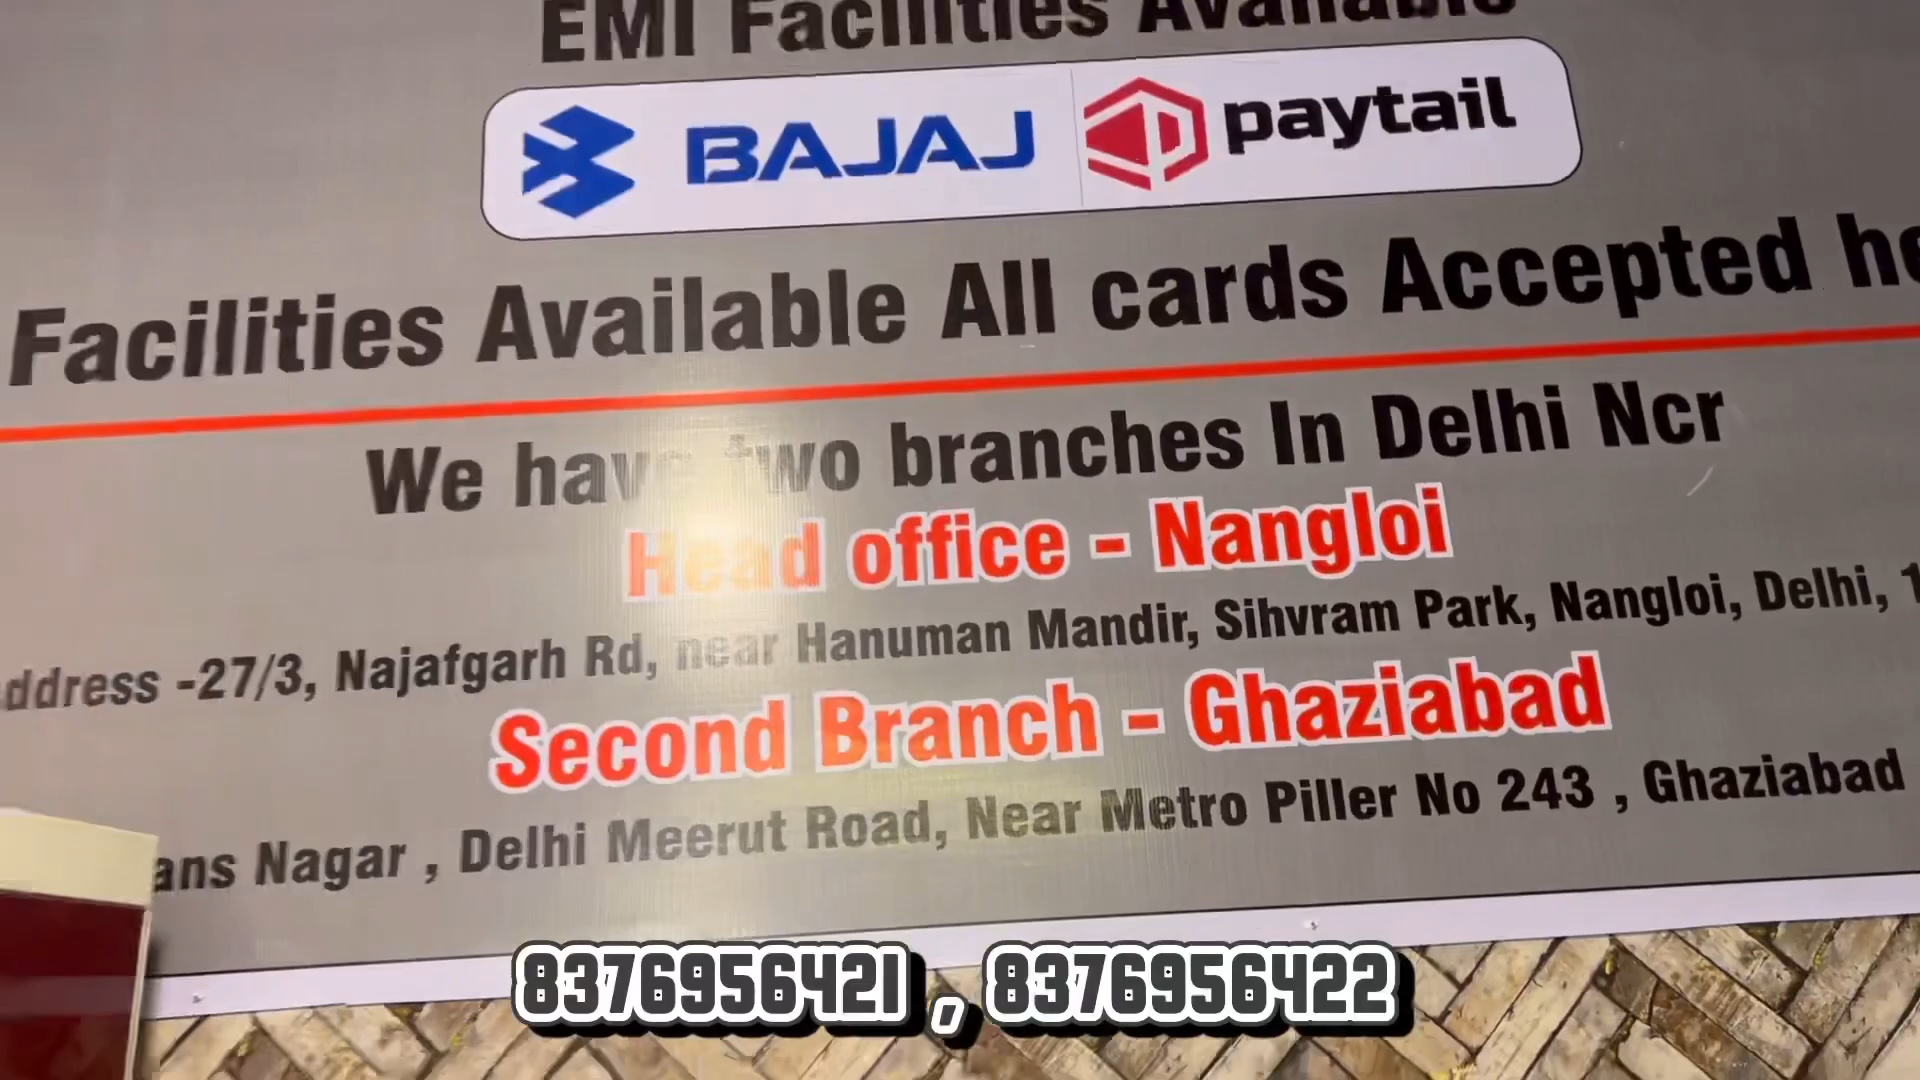 EMI Facilities Available
BAJAJ paytail
Facilities Available All cards Accepted
We have two branches In Delhi Ncr
Head office - Nangloi
ddress -27/3, Najafgarh Rd, near Hanuman Mandir, Sihvram Park, Nangloi, Delhi, 1
Second Branch - Ghaziabad
ans Nagar , Delhi Meerut Road, Near Metro Piller No 243 , Ghaziabad
8376956421 , 8376956422